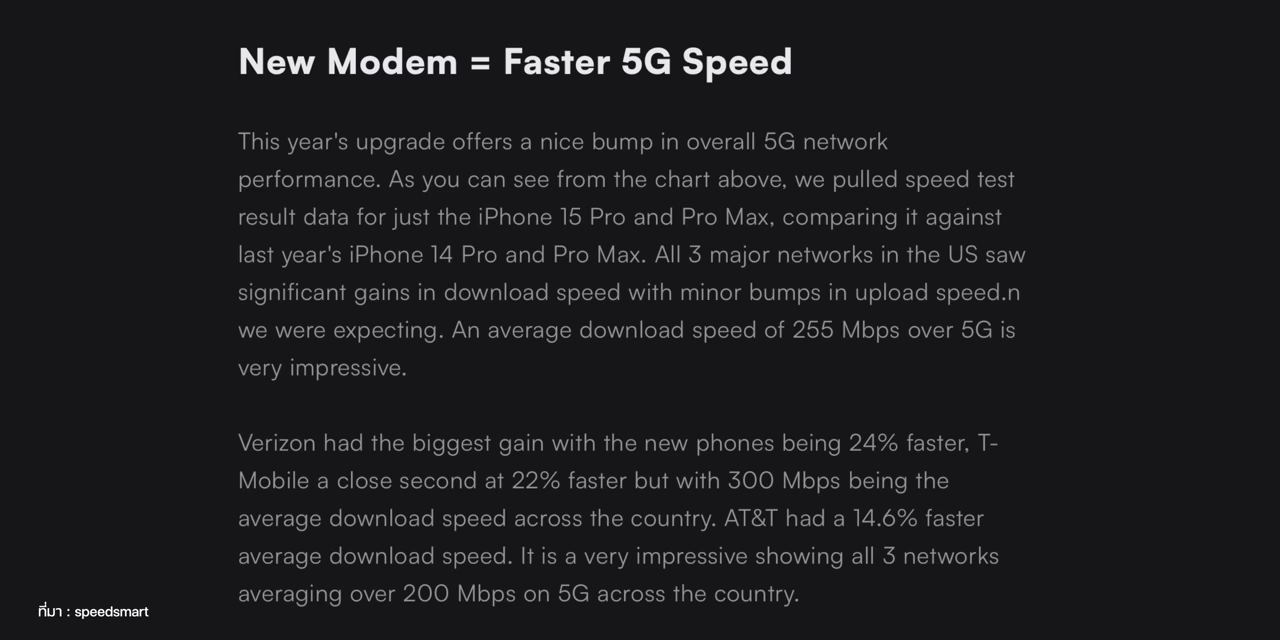 New Modem = Faster 5G Speed
This year's upgrade offers a nice bump in overall 5G network
performance. As you can see from the chart above, we pulled speed test
result data for just the iPhone 15 Pro and Pro Max, comparing it against
last year's iPhone 14 Pro and Pro Max. All 3 major networks in the US saw
significant gains in download speed with minor bumps in upload speed.n
we were expecting. An average download speed of 255 Mbps over 5G is
very impressive.
Verizon had the biggest gain with the new phones being 24% faster, T-
Mobile a close second at 22% faster but with 300 Mbps being the
average download speed across the country. AT&T had a 14.6% faster
average download speed. It is a very impressive showing all 3 networks
averaging over 200 Mbps on 5G across the country.
ที่มา : speedsmart